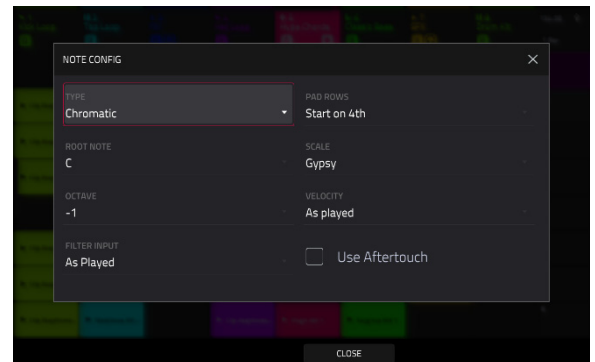 NOTE CONFIG
TYPE
Chromatic
PAD ROWS
Start on 4th
ROOT NOTE
C
SCALE
Gypsy
OCTAVE
-1
VELOCITY
As played
FILTER INPUT
As Played
Use Aftertouch
CLOSE